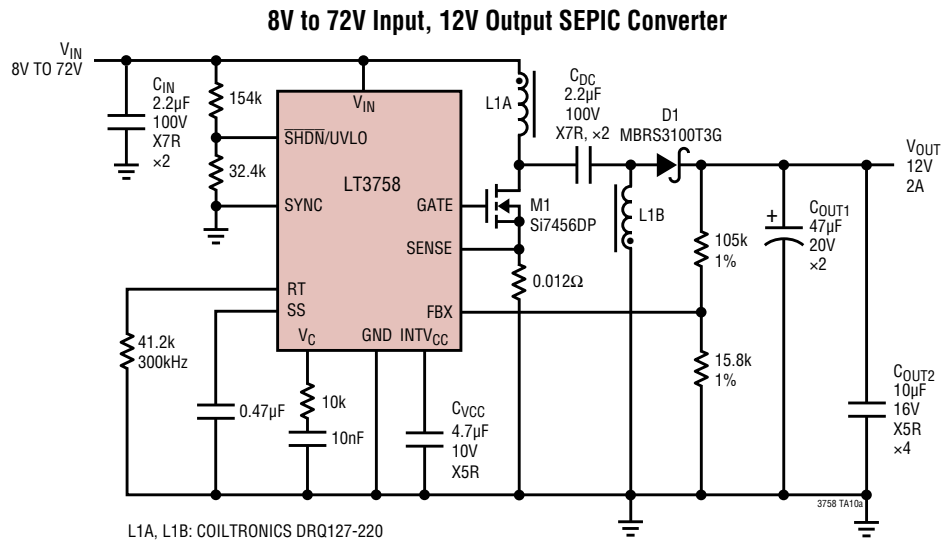 8V to 72V Input, 12V Output SEPIC Converter
VIN
8V TO 72V
CIN
2.2µF
100V
X7R
×2
154k
32.4k
VIN
SHDN/UVLO
LT3758
SYNC
GATE
SENSE
RT
SS
FBX
VC
GND
INTVCC
L1A
CDC
2.2µF
100V
X7R, ×2
D1
MBRS3100T3G
VOUT
12V
2A
M1
Si7456DP
L1B
0.012Ω
105k
1%
15.8k
1%
+
COUT1
47µF
20V
×2
COUT2
10µF
16V
X5R
×4
41.2k
300kHz
0.47µF
10k
10nF
CVCC
4.7µF
10V
X5R
3758 TA10a
L1A, L1B: COILTRONICS DRQ127-220